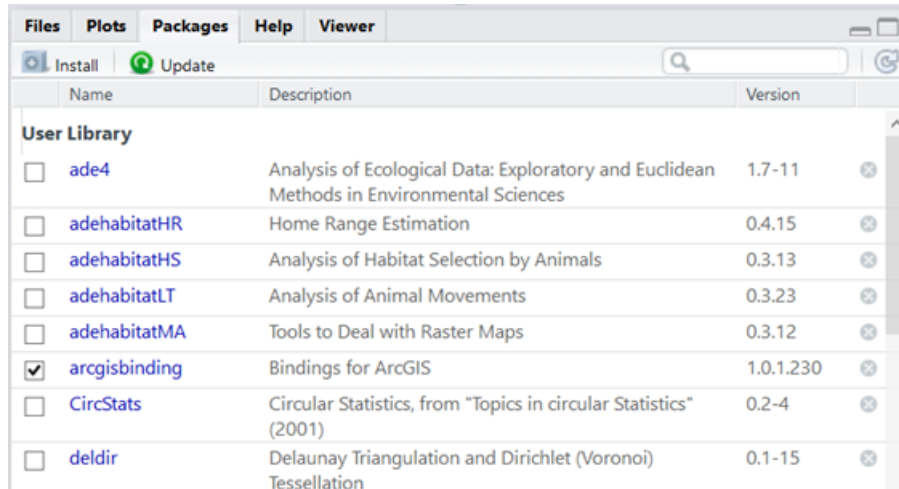 Files Plots Packages Help Viewer
Install Update
Name Description Version
User Library
ade4 Analysis of Ecological Data: Exploratory and Euclidean 1.7-11
Methods in Environmental Sciences
adehabitatHR Home Range Estimation 0.4.15
adehabitatHS Analysis of Habitat Selection by Animals 0.3.13
adehabitatLT Analysis of Animal Movements 0.3.23
adehabitatMA Tools to Deal with Raster Maps 0.3.12
arcgisbinding Bindings for ArcGIS 1.0.1.230
CircStats Circular Statistics, from "Topics in circular Statistics" 0.2-4
(2001)
deldir Delaunay Triangulation and Dirichlet (Voronoi) 0.1-15
Tessellation